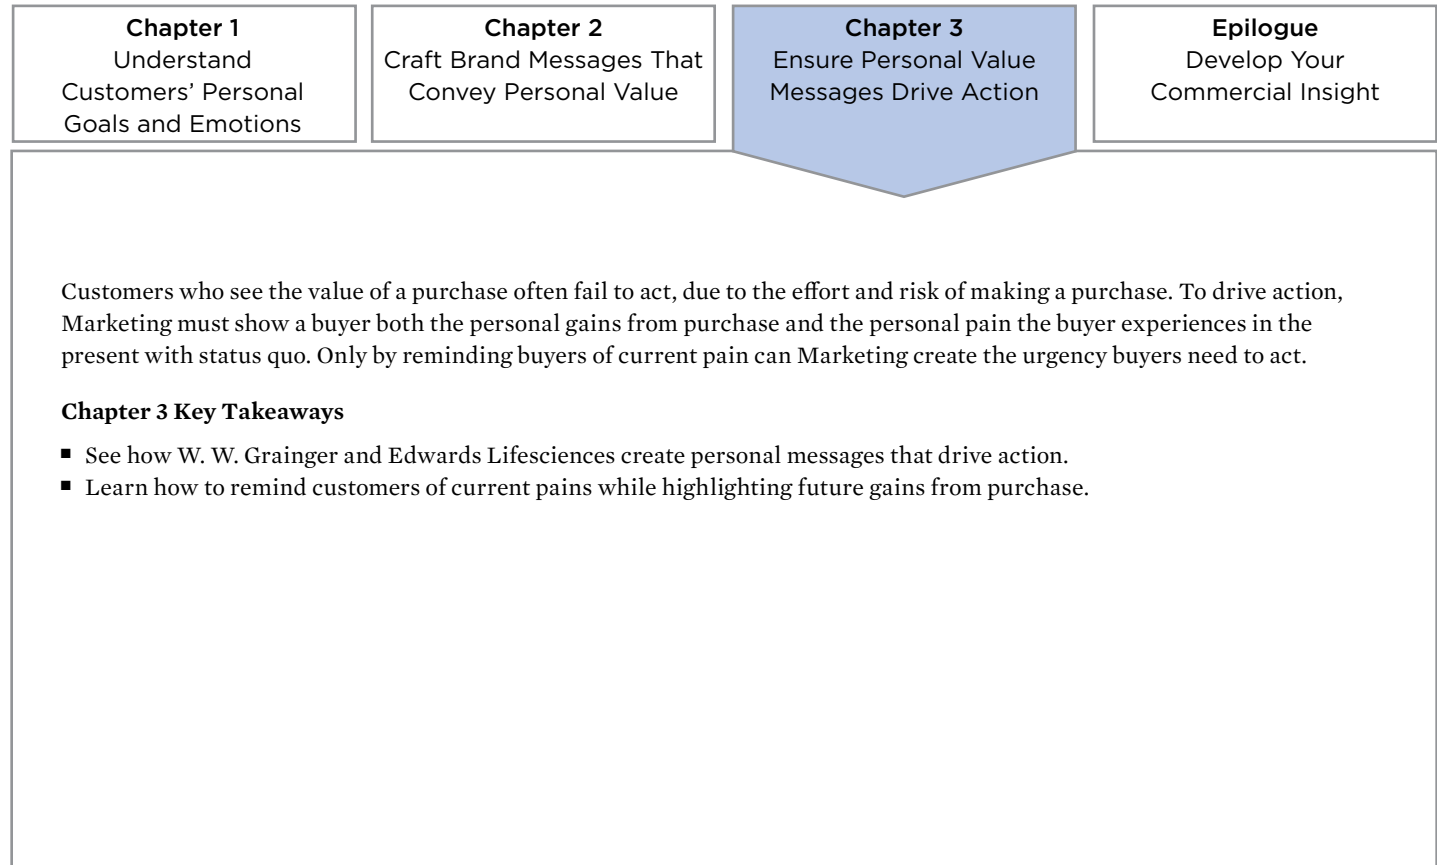 Chapter 1
Understand
Customers’ Personal
Goals and Emotions
Chapter 2
Craft Brand Messages That
Convey Personal Value
Chapter 3
Ensure Personal Value
Messages Drive Action
Epilogue
Develop Your
Commercial Insight
Customers who see the value of a purchase often fail to act, due to the effort and risk of making a purchase. To drive action,
Marketing must show a buyer both the personal gains from purchase and the personal pain the buyer experiences in the
present with status quo. Only by reminding buyers of current pain can Marketing create the urgency buyers need to act.
Chapter 3 Key Takeaways
■ See how W. W. Grainger and Edwards Lifesciences create personal messages that drive action.
■ Learn how to remind customers of current pains while highlighting future gains from purchase.